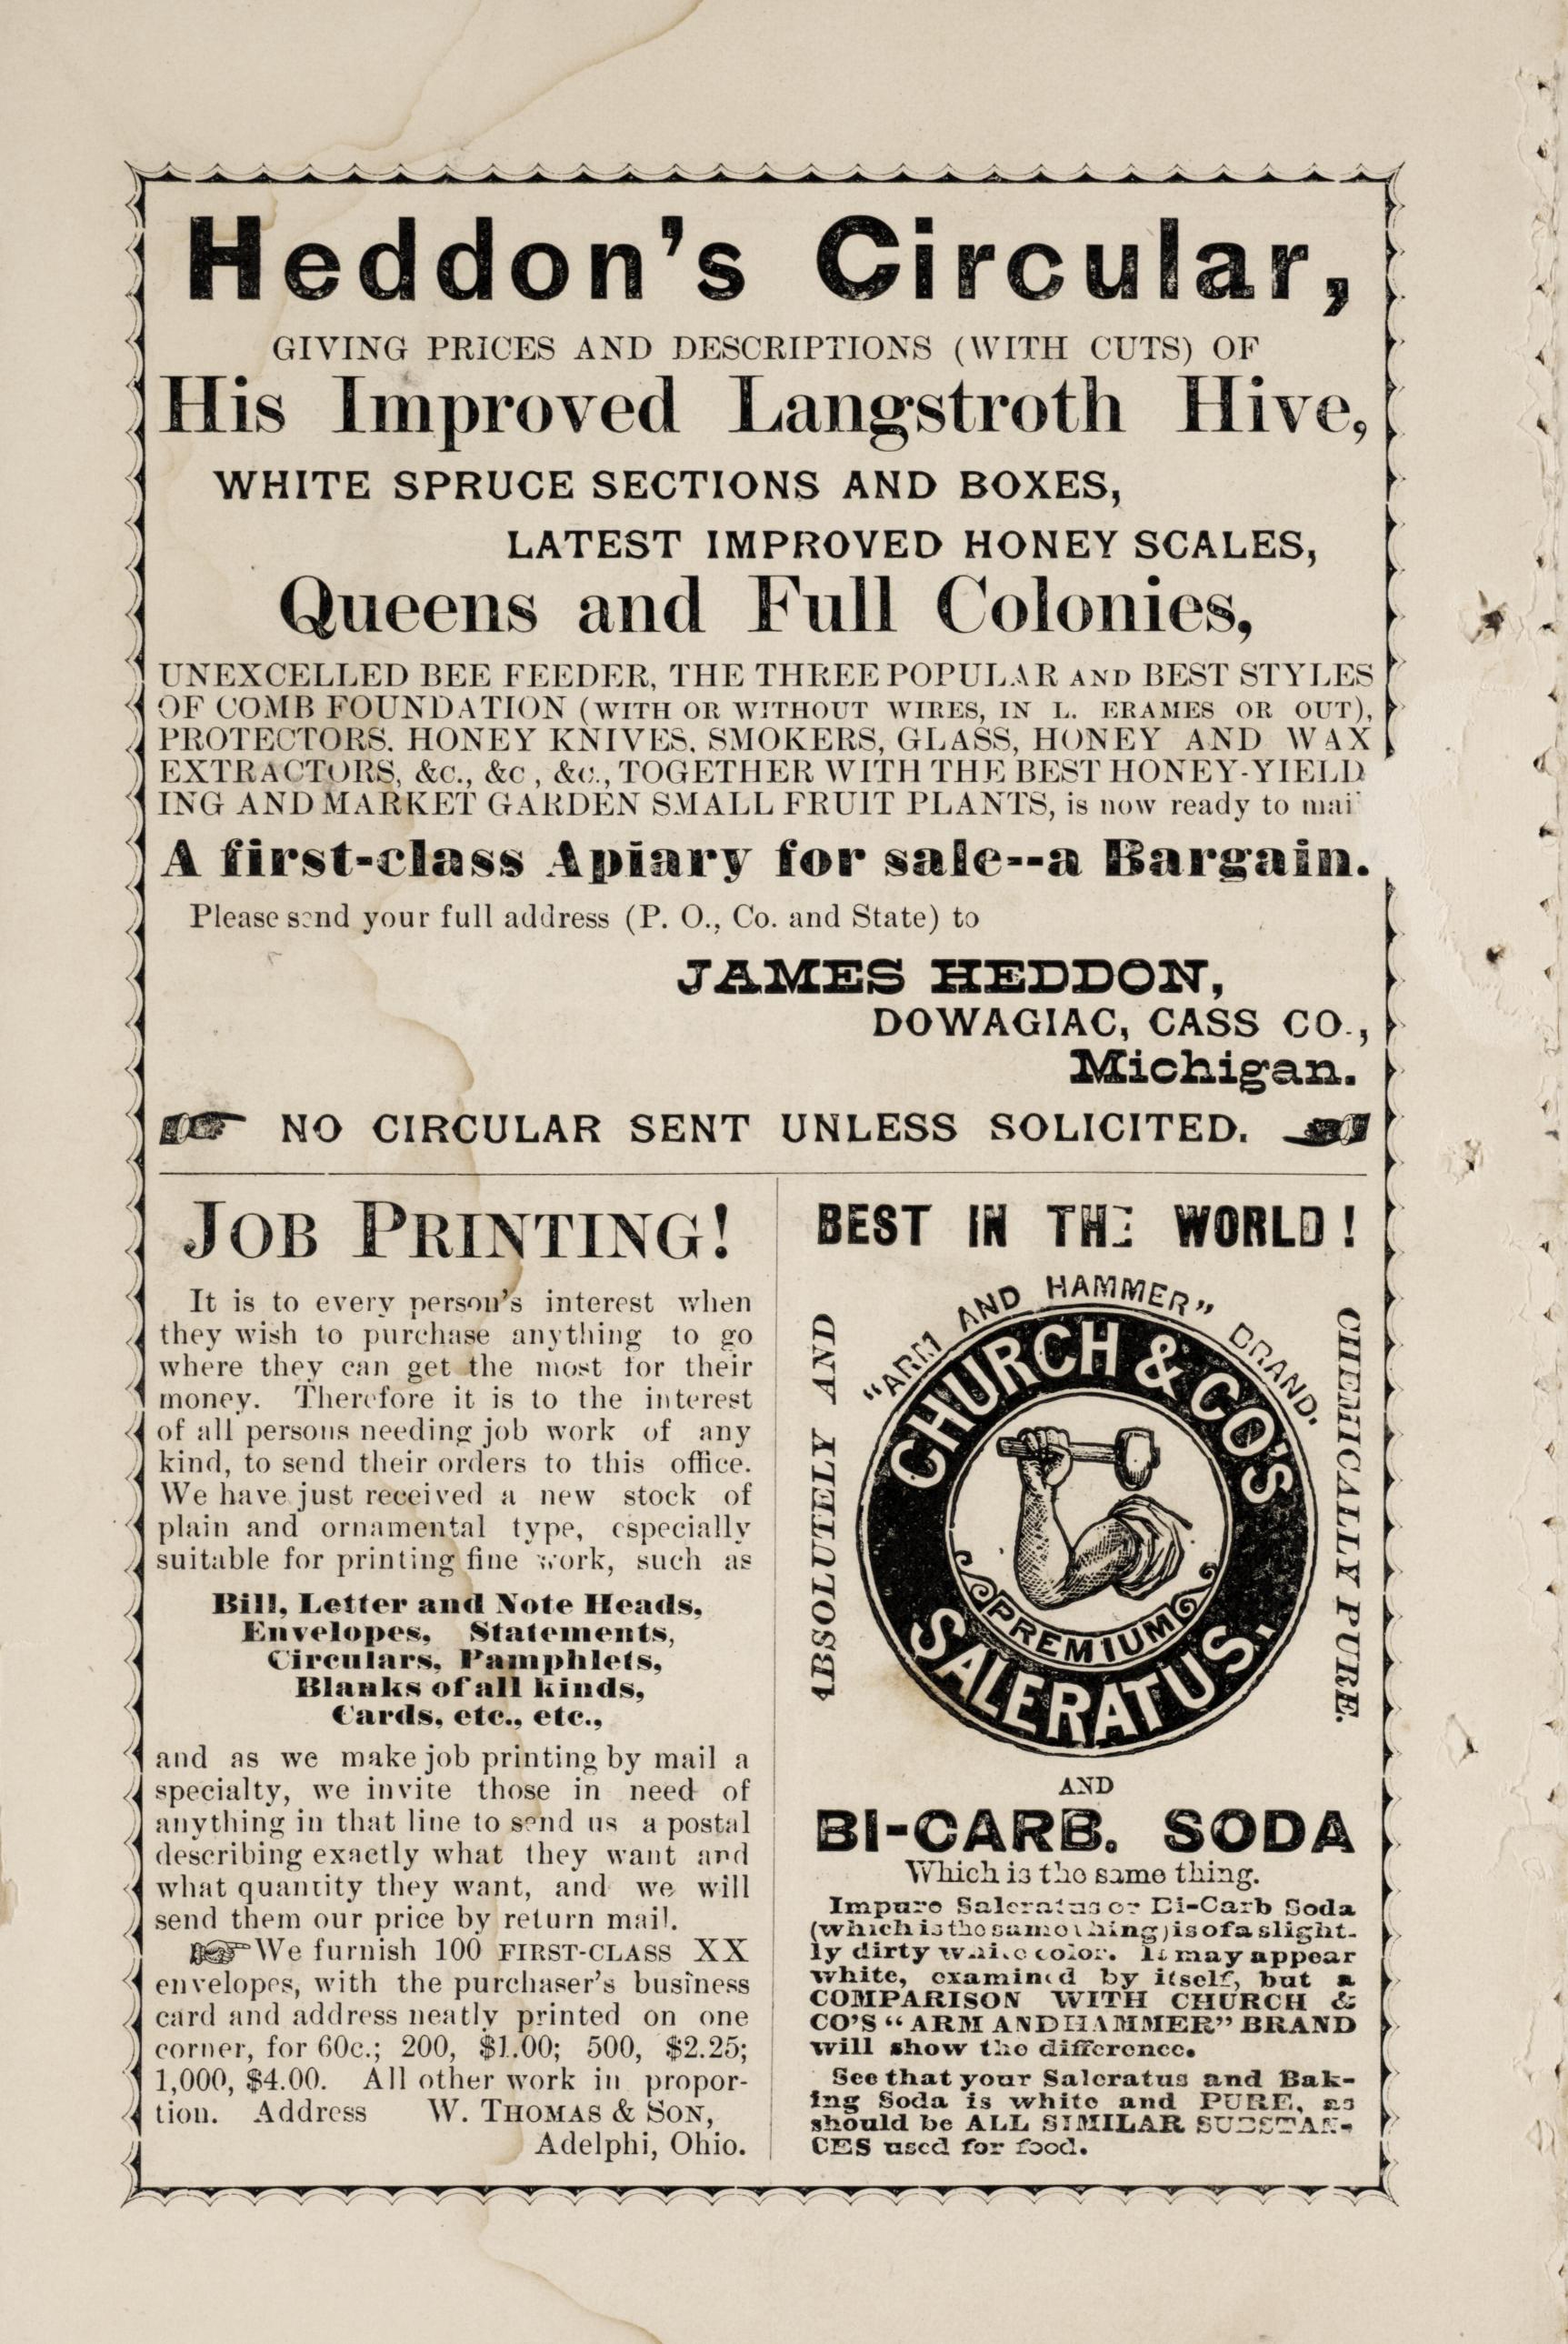 Heddon's Circular,
GIVING PRICES AND DESCRIPTIONS (WITH CUTS) OF
His Improved Langstroth Hive,
WHITE SPRUCE SECTIONS AND BOXES,
LATEST IMPROVED HONEY SCALES,
Queens and Full Colonies,
UNEXCELLED BEE FEEDER, THE THREE POPULAR AND BEST STYLES
OF COMB FOUNDATION (WITH OR WITHOUT WIRES, IN L. ERAMES OR OUT),
PROTECTORS. HONEY KNIVES. SMOKERS, GLASS, HONEY AND WAX
EXTRACTORS, &c., &c , &c., TOGETHER WITH THE BEST HONEY-YIELD
ING AND MARKET GARDEN SMALL FRUIT PLANTS, is now ready to mail
A first-class Apiary for sale--a Bargain.
Please send your full address (P. O., Co. and State) to
JAMES HEDDON,
DOWAGIAC, CASS CO.,
Michigan.
☞ NO CIRCULAR SENT UNLESS SOLICITED. ☜
JOB PRINTING!
It is to every person's interest when
they wish to purchase anything to go
where they can get the most for their
money. Therefore it is to the interest
of all persons needing job work of any
kind, to send their orders to this office.
We have just received a new stock of
plain and ornamental type, especially
suitable for printing fine work, such as
Bill, Letter and Note Heads,
Envelopes, Statements,
Circulars, Pamphlets,
Blanks of all kinds,
Cards, etc., etc.,
and as we make job printing by mail a
specialty, we invite those in need of
anything in that line to send us a postal
describing exactly what they want and
what quantity they want, and we will
send them our price by return mail.
☞We furnish 100 FIRST-CLASS XX
envelopes, with the purchaser's business
card and address neatly printed on one
corner, for 60c.; 200, $1.00; 500, $2.25;
1,000, $4.00. All other work in propor-
tion. Address W. THOMAS & SON,
Adelphi, Ohio.
BEST IN THE WORLD!
ABSOLUTELY AND
"ARM AND HAMMER" BRAND.
CHEMICALLY PURE.
CHURCH & CO'S
PREMIUM
SALERATUS.
AND
BI-CARB. SODA
Which is the same thing.
Impure Saleratus or Bi-Carb Soda
(which is the same thing) is of a slight-
ly dirty white color. It may appear
white, examined by itself, but a
COMPARISON WITH CHURCH &
CO'S "ARM AND HAMMER" BRAND
will show the difference.
See that your Saleratus and Bak-
ing Soda is white and PURE, as
should be ALL SIMILAR SUBSTAN-
CES used for food.